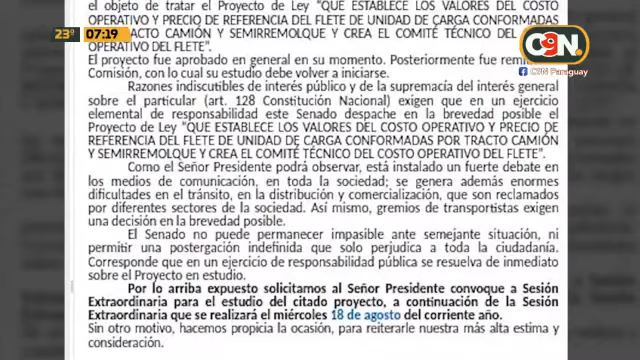 23° 07:19
C9N
C9N Paraguay
el objeto de tratar el Proyecto de Ley "QUE ESTABLECE LOS VALORES DEL COSTO
OPERATIVO Y PRECIO DE REFERENCIA DEL FLETE DE UNIDAD DE CARGA CONFORMADAS
TRACTO CAMIÓN Y SEMIRREMOLQUE Y CREA EL COMITÉ TÉCNICO DEL
OPERATIVO DEL FLETE".
El proyecto fue aprobado en general en su momento. Posteriormente fue
Comisión, con lo cual su estudio debe volver a iniciarse.
Razones indiscutibles de interés público y de la supremacía del interés general
sobre el particular (art. 128 Constitución Nacional) exigen que en un ejercicio
elemental de responsabilidad este Senado despache en la brevedad posible el
Proyecto de Ley "QUE ESTABLECE LOS VALORES DEL COSTO OPERATIVO Y PRECIO DE
REFERENCIA DEL FLETE DE UNIDAD DE CARGA CONFORMADAS POR TRACTO CAMIÓN
Y SEMIRREMOLQUE Y CREA EL COMITÉ TÉCNICO DEL COSTO OPERATIVO DEL FLETE".
Como el Señor Presidente podrá observar, está instalado un fuerte debate en
los medios de comunicación, en toda la sociedad; se genera además enormes
dificultades en el tránsito, en la distribución y comercialización, que son reclamados
por diferentes sectores de la sociedad. Así mismo, gremios de transportistas exigen
una decisión en la brevedad posible.
El Senado no puede permanecer impasible ante semejante situación, ni
permitir una postergación indefinida que solo perjudica a toda la ciudadanía.
Corresponde que en un ejercicio de responsabilidad pública se resuelva de inmediato
sobre el Proyecto en estudio.
Por lo arriba expuesto solicitamos al Señor Presidente convoque a Sesión
Extraordinaria para el estudio del citado proyecto, a continuación de la Sesión
Extraordinaria que se realizará el miércoles 18 de agosto del corriente año.
Sin otro motivo, hacemos propicia la ocasión, para reiterarle nuestra más alta estima y
consideración.